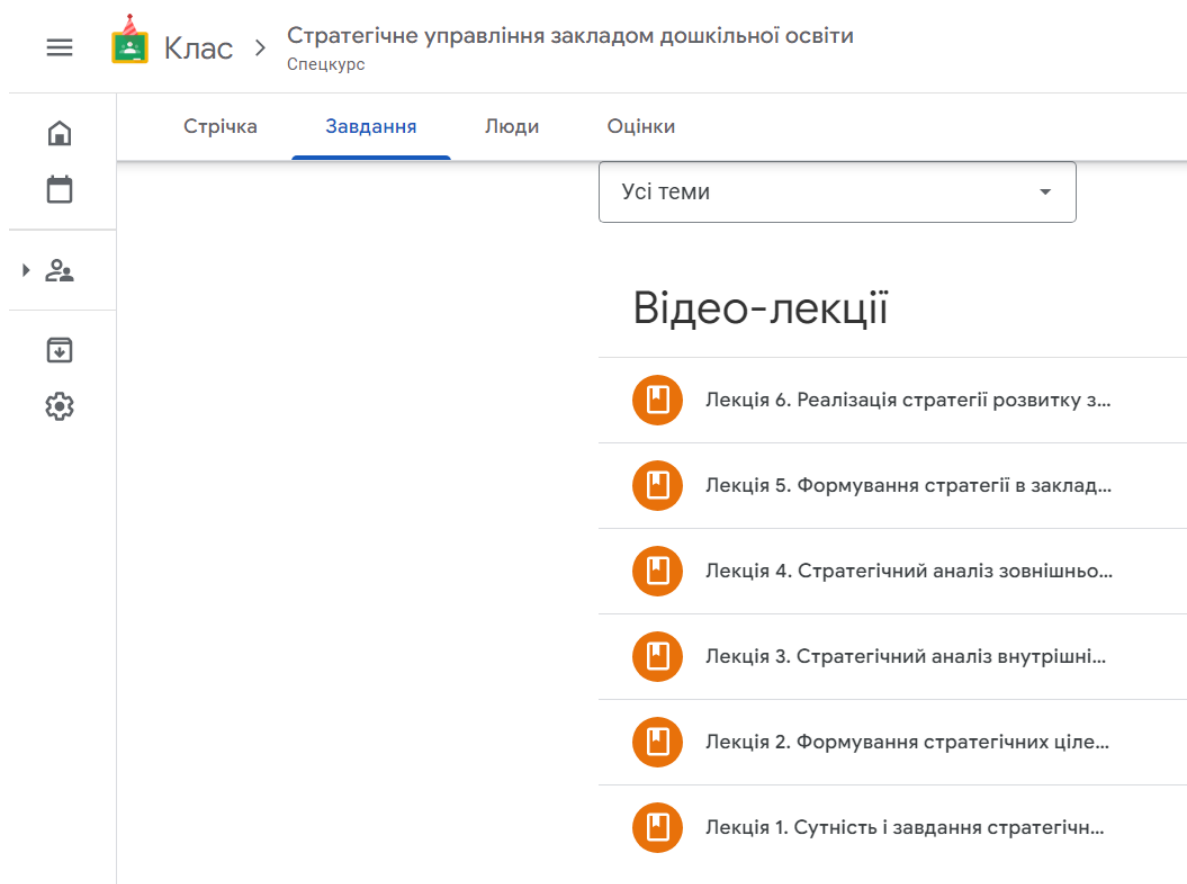 Клас > Стратегічне управління закладом дошкільної освіти
Спецкурс
Стрічка Завдання Люди Оцінки
Усі теми
Відео-лекції
Лекція 6. Реалізація стратегії розвитку з...
Лекція 5. Формування стратегії в заклад...
Лекція 4. Стратегічний аналіз зовнішньо...
Лекція 3. Стратегічний аналіз внутрішні...
Лекція 2. Формування стратегічних ціле...
Лекція 1. Сутність і завдання стратегічн...